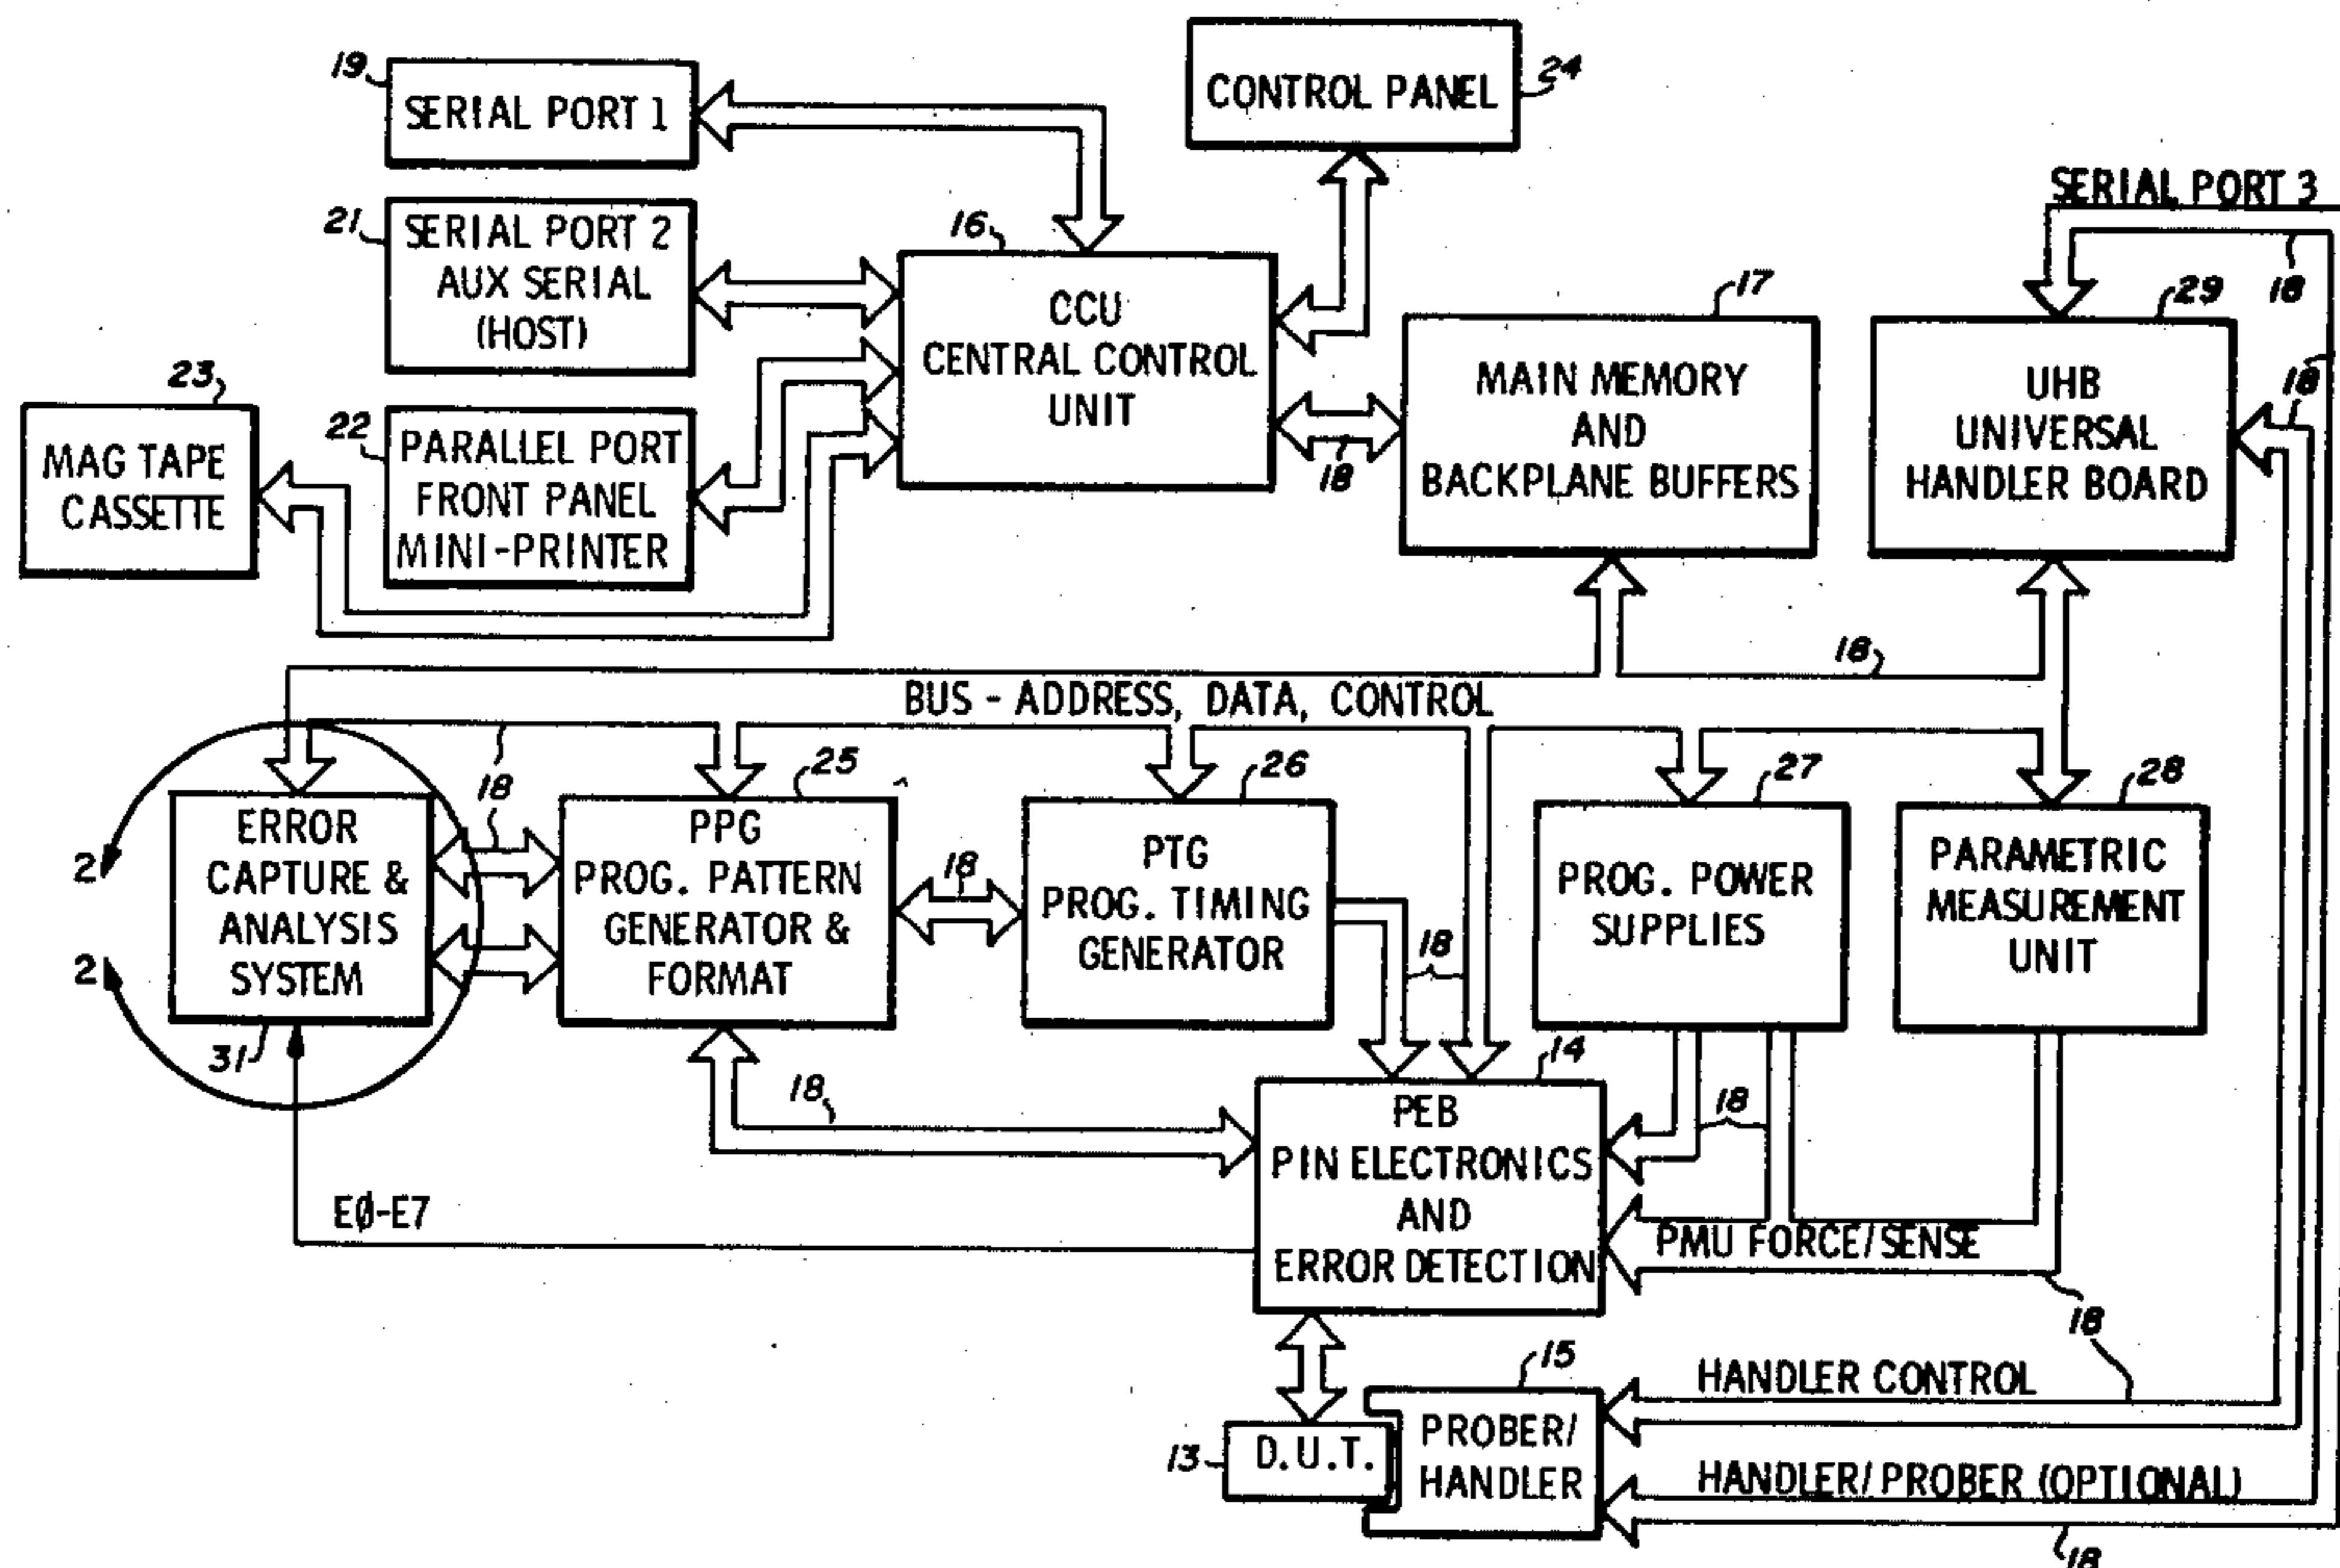 19
SERIAL PORT 1
CONTROL PANEL
24
SERIAL PORT 3
18
21
SERIAL PORT 2
AUX SERIAL
(HOST)
16
CCU
CENTRAL CONTROL
UNIT
18
17
MAIN MEMORY
AND
BACKPLANE BUFFERS
29
UHB
UNIVERSAL
HANDLER BOARD
18
23
MAG TAPE
CASSETTE
22
PARALLEL PORT
FRONT PANEL
MINI-PRINTER
18
BUS - ADDRESS, DATA, CONTROL
18
2
2
ERROR
CAPTURE &
ANALYSIS
SYSTEM
31
18
25
PPG
PROG. PATTERN
GENERATOR &
FORMAT
18
26
PTG
PROG. TIMING
GENERATOR
18
27
PROG. POWER
SUPPLIES
28
PARAMETRIC
MEASUREMENT
UNIT
18
14
PEB
PIN ELECTRONICS
AND
ERROR DETECTION
18
PMU FORCE/SENSE
18
EØ-E7
13
D.U.T.
15
PROBER/
HANDLER
HANDLER CONTROL
HANDLER/PROBER (OPTIONAL)
18